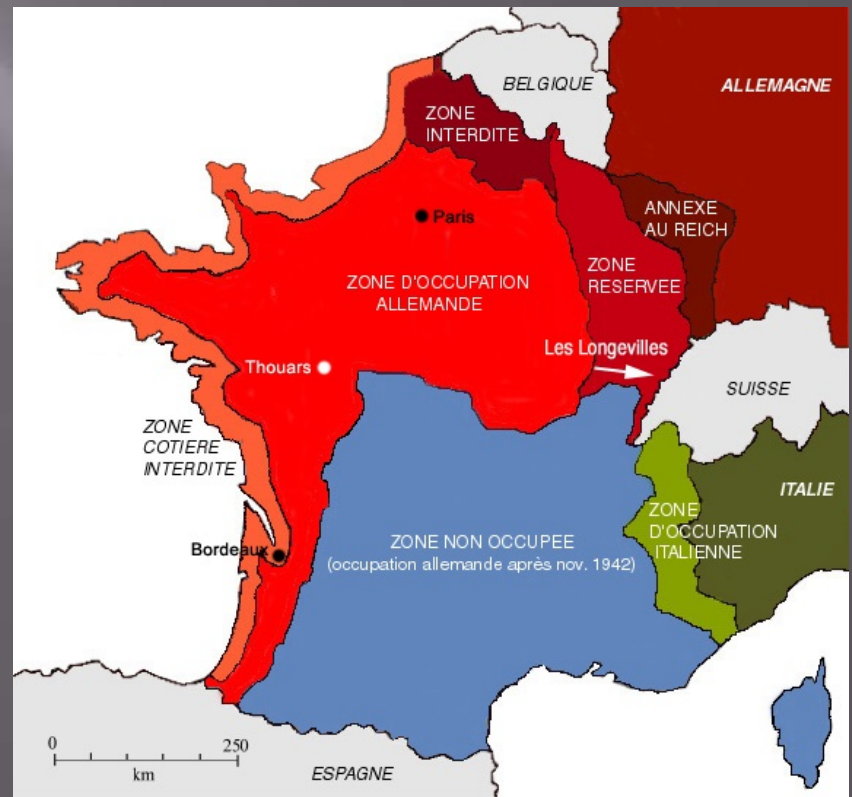 BELGIQUE
ALLEMAGNE
ZONE
INTERDITE
ANNEXE
AU REICH
Paris
ZONE
RESERVEE
ZONE D'OCCUPATION
ALLEMANDE
Les Longevilles
Thouars
SUISSE
ZONE
COTIERE
INTERDITE
ITALIE
ZONE
D'OCCUPATION
ITALIENNE
Bordeaux
ZONE NON OCCUPEE
(occupation allemande après nov. 1942)
0 250
km
ESPAGNE